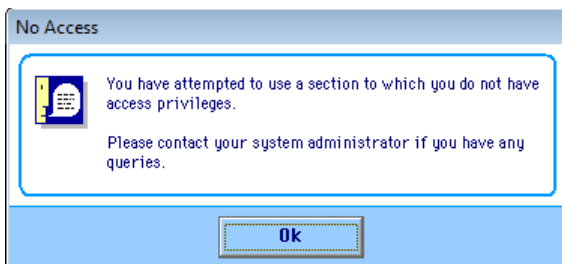 No Access
You have attempted to use a section to which you do not have
access privileges.
Please contact your system administrator if you have any
queries.
Ok